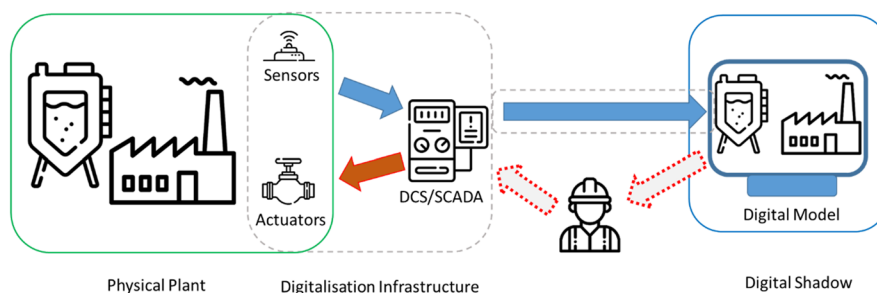 Sensors
Actuators
DCS/SCADA
Digital Model
Physical Plant
Digitalisation Infrastructure
Digital Shadow